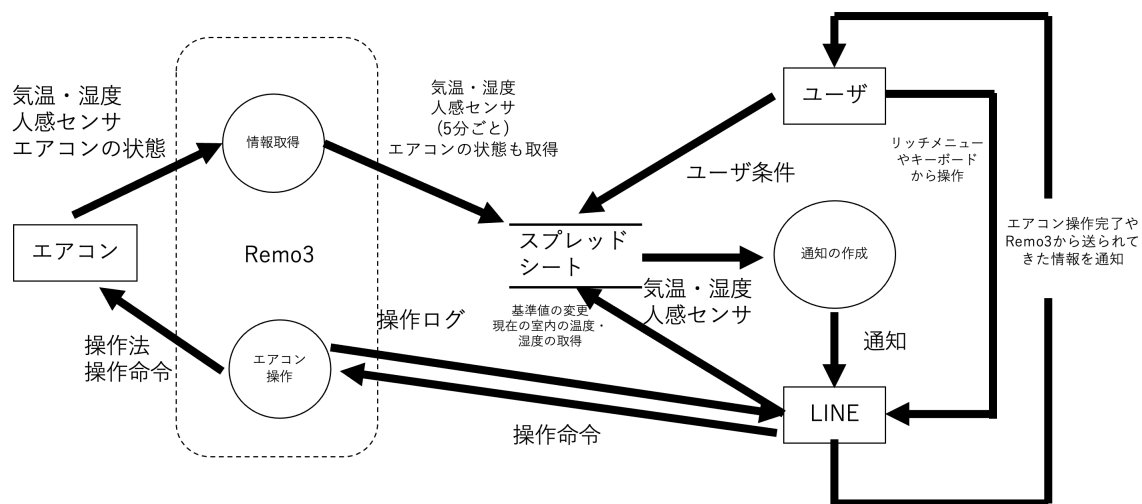 気温・湿度
人感センサ
エアコンの状態
情報取得
気温・湿度
人感センサ
(5分ごと)
エアコンの状態も取得
ユーザ
リッチメニュー
やキーボード
から操作
ユーザ条件
エアコン
Remo3
スプレッド
シート
通知の作成
エアコン操作完了や
Remo3から送られて
きた情報を通知
気温・湿度
人感センサ
基準値の変更
現在の室内の温度・
湿度の取得
操作ログ
操作法
操作命令
エアコン
操作
通知
LINE
操作命令